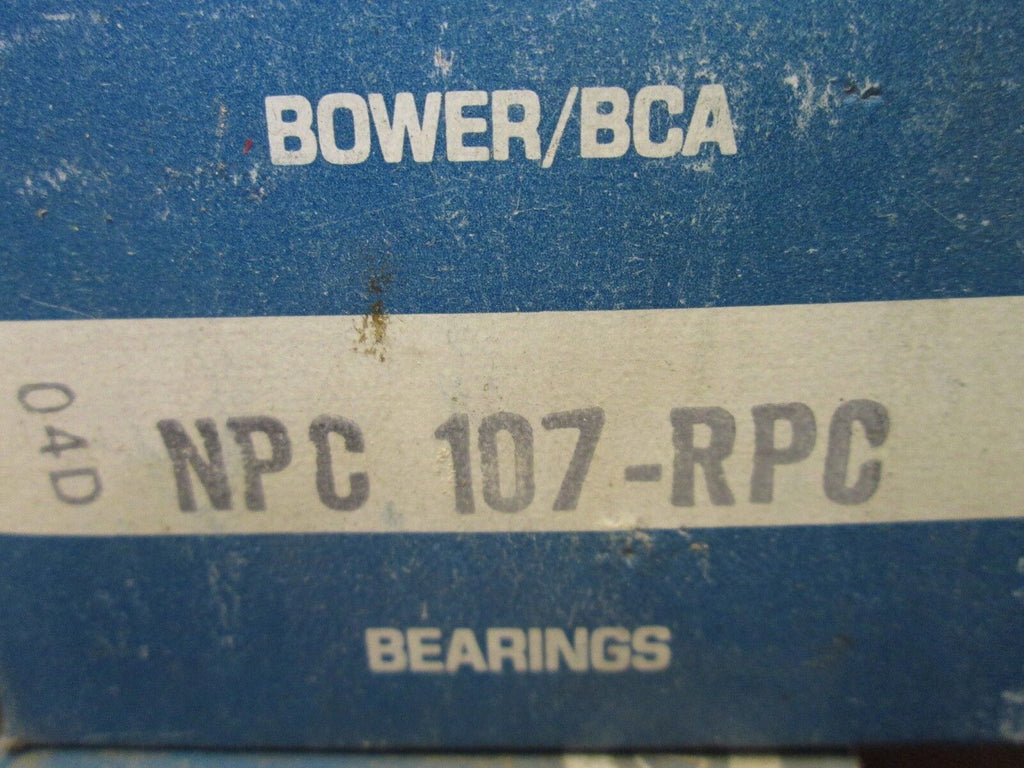 BOWER/BCA
04D
NPC 107-RPC
BEARINGS